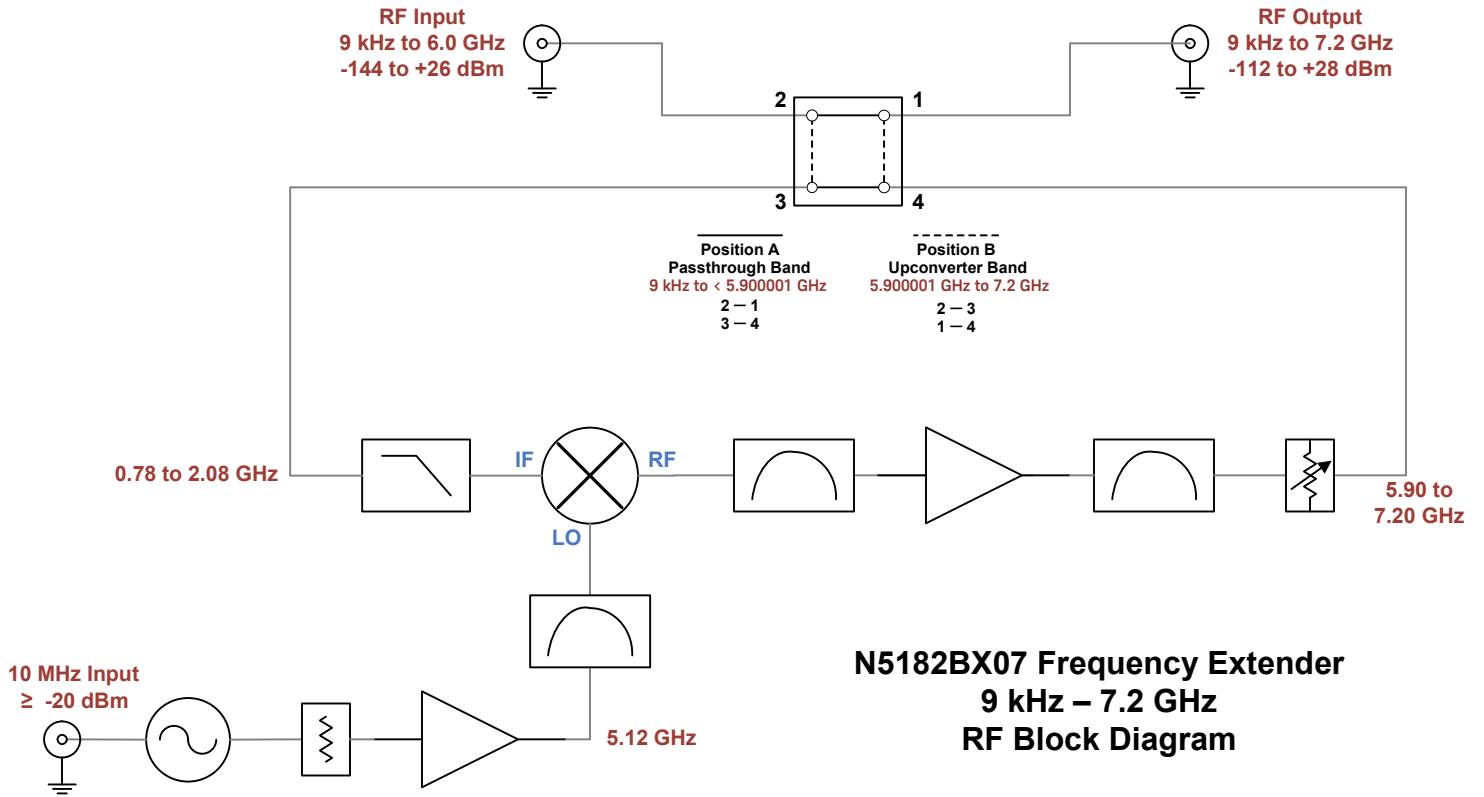 RF Input
9 kHz to 6.0 GHz
-144 to +26 dBm
RF Output
9 kHz to 7.2 GHz
-112 to +28 dBm
2
1
3
4
Position A
Passthrough Band
9 kHz to < 5.900001 GHz
2 — 1
3 — 4
Position B
Upconverter Band
5.900001 GHz to 7.2 GHz
2 — 3
1 — 4
0.78 to 2.08 GHz
IF
RF
LO
5.90 to
7.20 GHz
10 MHz Input
≥ -20 dBm
5.12 GHz
N5182BX07 Frequency Extender
9 kHz – 7.2 GHz
RF Block Diagram